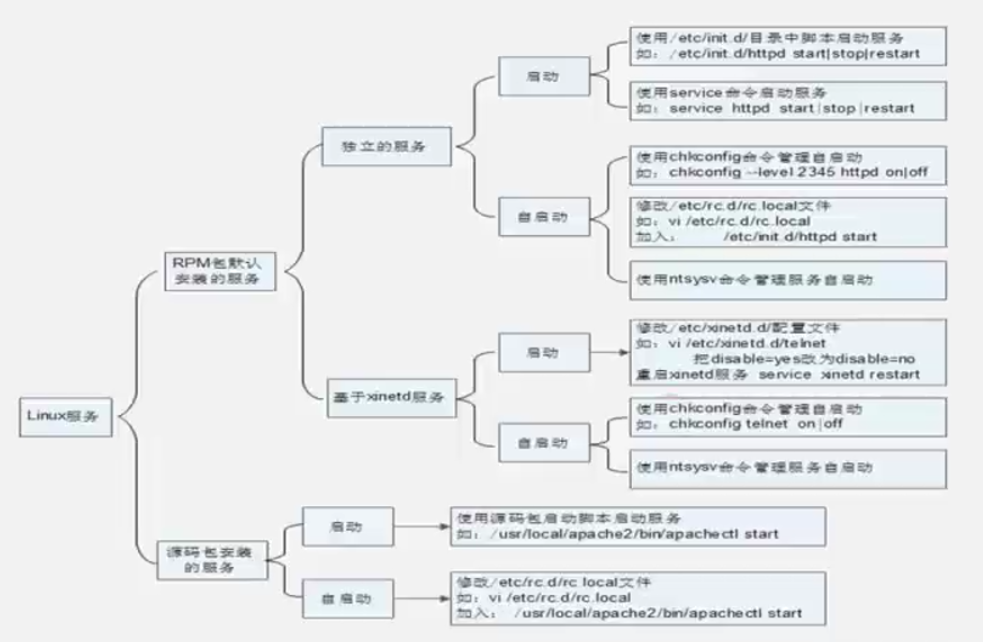 Linux服务
RPM包默认
安装的服务
独立的服务
启动
使用/etc/init.d/目录中脚本启动服务
如：/etc/init.d/httpd start|stop|restart
使用service命令启动服务
如：service httpd start|stop|restart
自启动
使用chkconfig命令管理自启动
如：chkconfig --level 2345 httpd on|off
修改/etc/rc.d/rc.local文件
如：vi /etc/rc.d/rc.local
加入： /etc/init.d/httpd start
使用ntsysv命令管理服务自启动
基于xinetd服务
启动
修改/etc/xinetd.d/配置文件
如：vi /etc/xinetd.d/telnet
把disable=yes改为disable=no
重启xinetd服务 service xinetd restart
自启动
使用chkconfig命令管理自启动
如：chkconfig telnet on|off
使用ntsysv命令管理服务自启动
源码包安装
的服务
启动
使用源码包启动脚本启动服务
如：/usr/local/apache2/bin/apachectl start
自启动
修改/etc/rc.d/rc.local文件
如：vi /etc/rc.d/rc.local
加入： /usr/local/apache2/bin/apachectl start